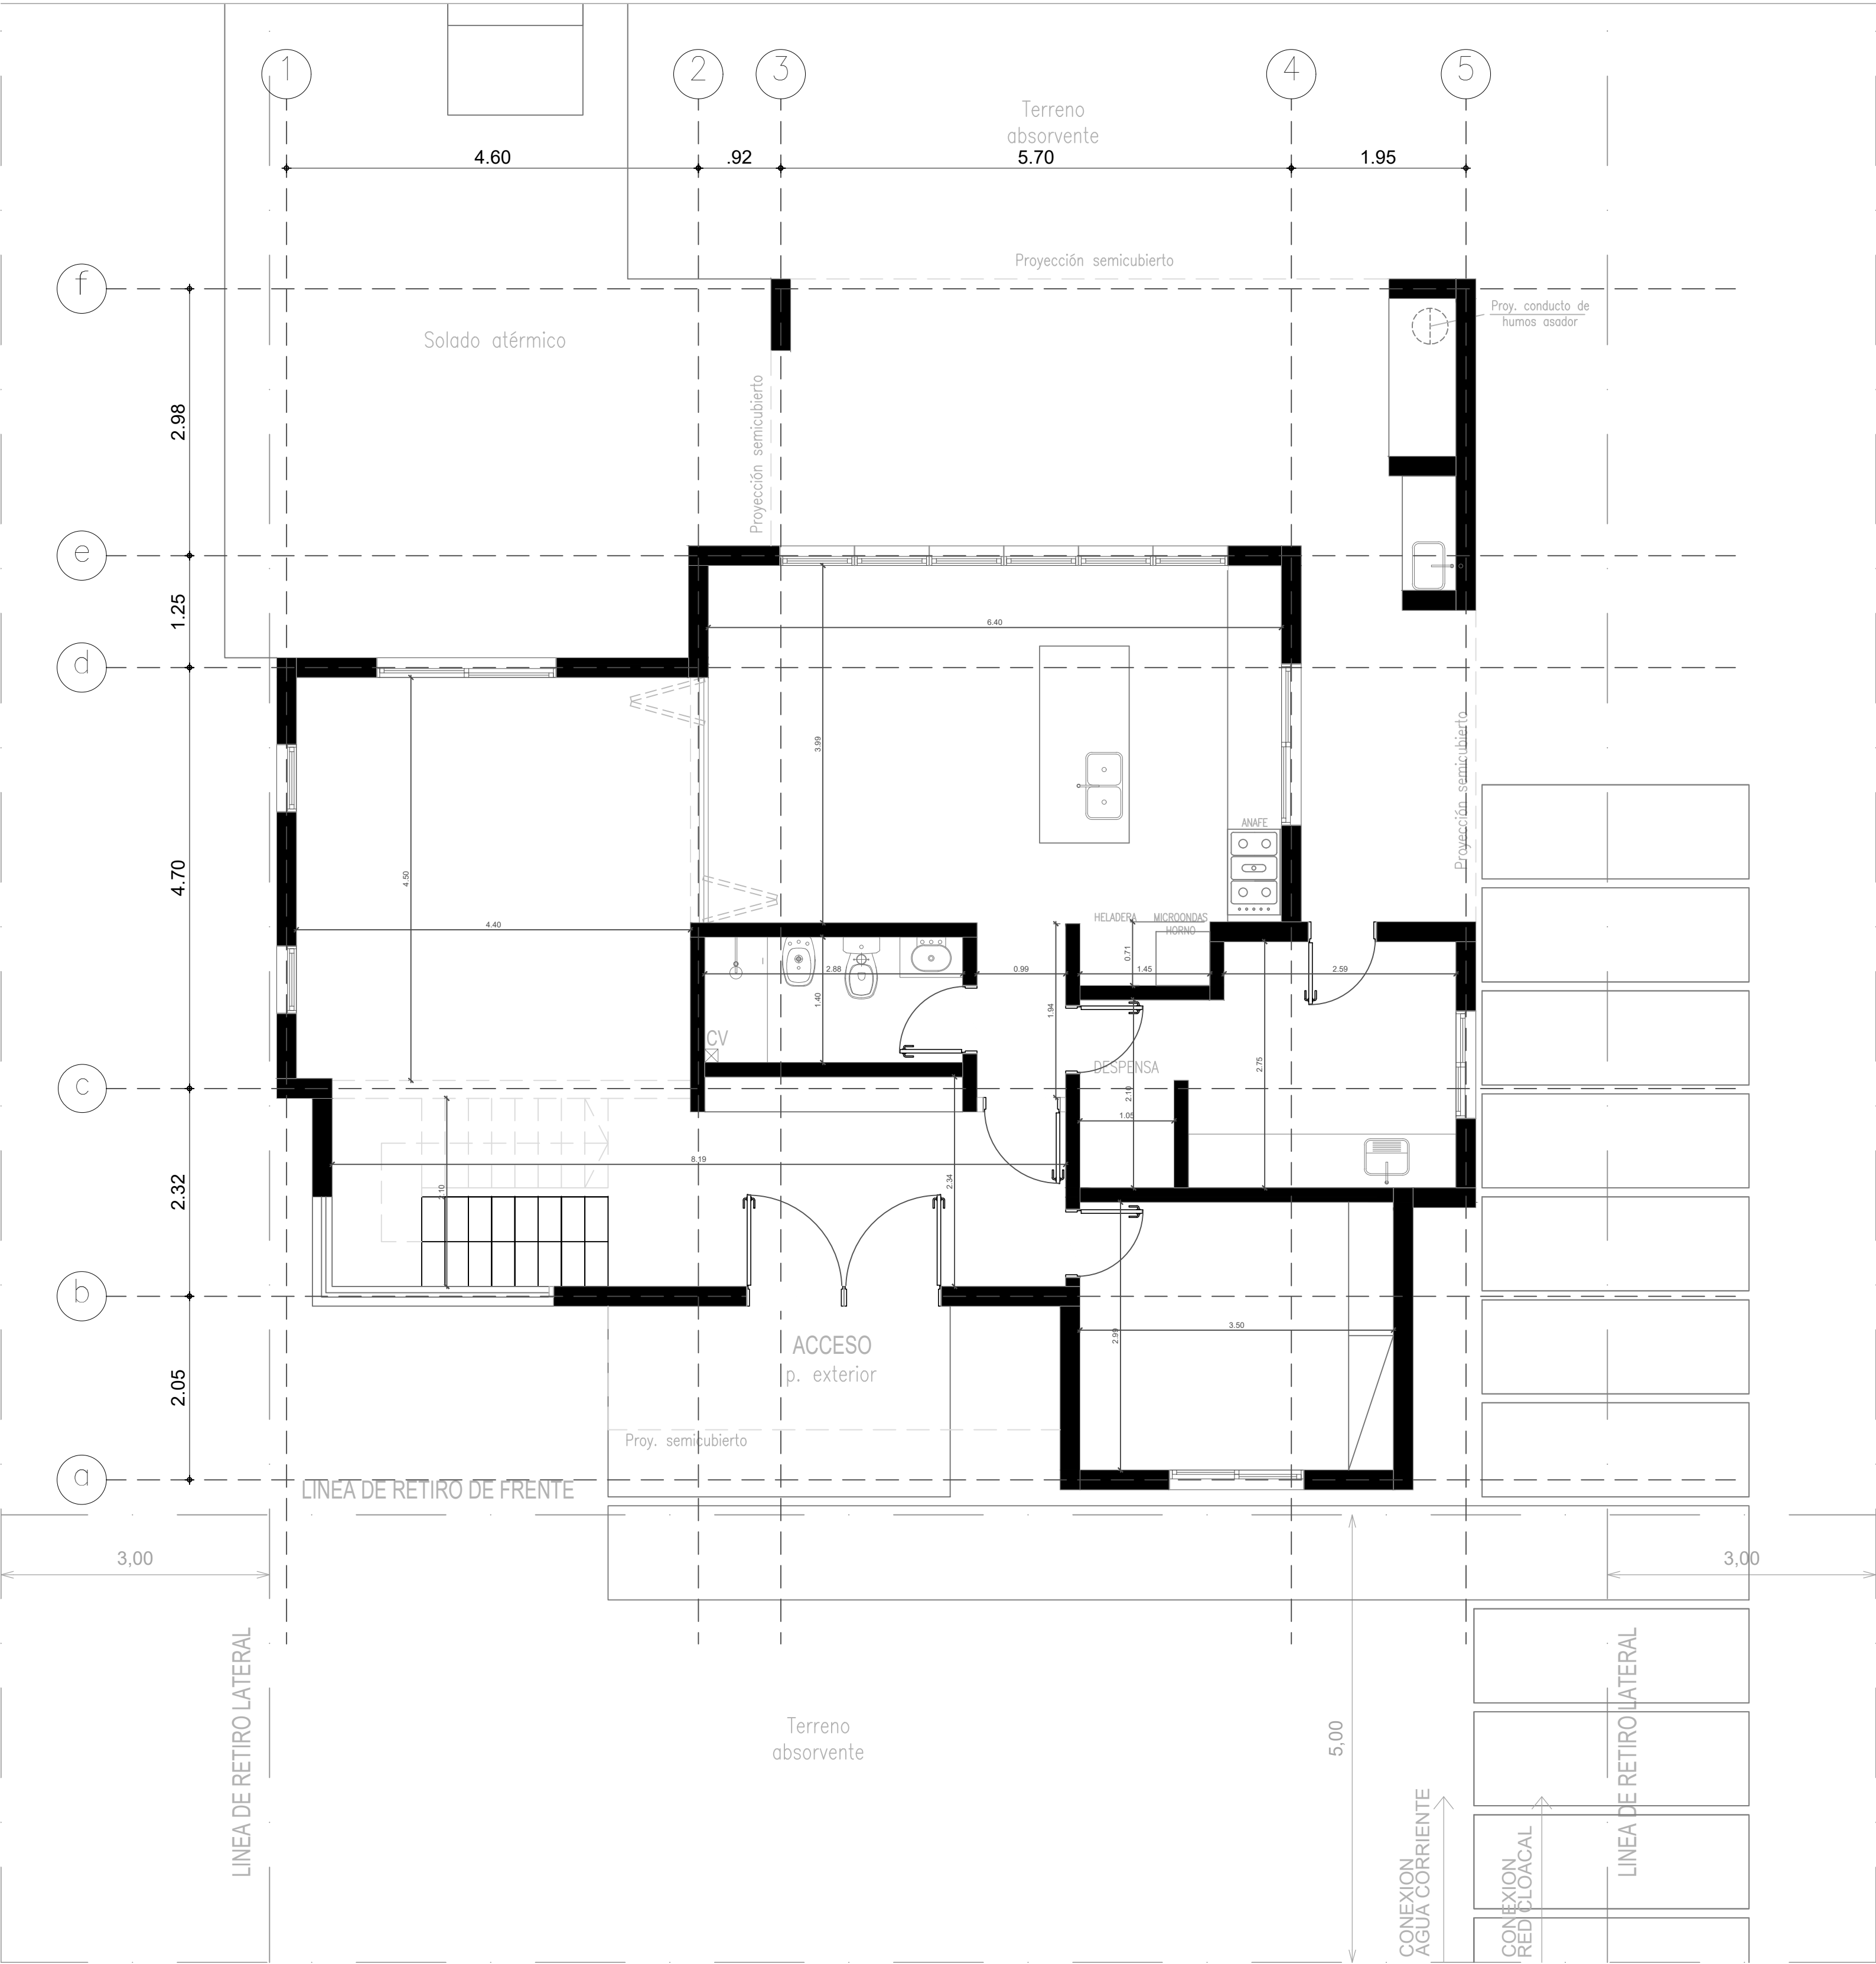 1
2
3
4
5
Terreno
absorvente
4.60
.92
5.70
1.95
f
Proyección semicubierto
Proy. conducto de
humos asador
Solado atérmico
Proyección semicubierto
2.98
e
1.25
6.40
d
3.99
Proyección semicubierto
ANAFE
4.50
4.70
4.40
HELADERA
MICROONDAS
HORNO
0.71
2.88
0.99
1.45
2.59
1.40
1.94
CV
DESPENSA
2.75
2.10
c
1.05
8.19
2.10
2.34
2.32
b
3.50
2.99
ACCESO
p. exterior
2.05
Proy. semicubierto
a
LINEA DE RETIRO DE FRENTE
3,00
3,00
LINEA DE RETIRO LATERAL
LINEA DE RETIRO LATERAL
Terreno
absorvente
5,00
CONEXION
AGUA CORRIENTE
CONEXION
RED CLOACAL